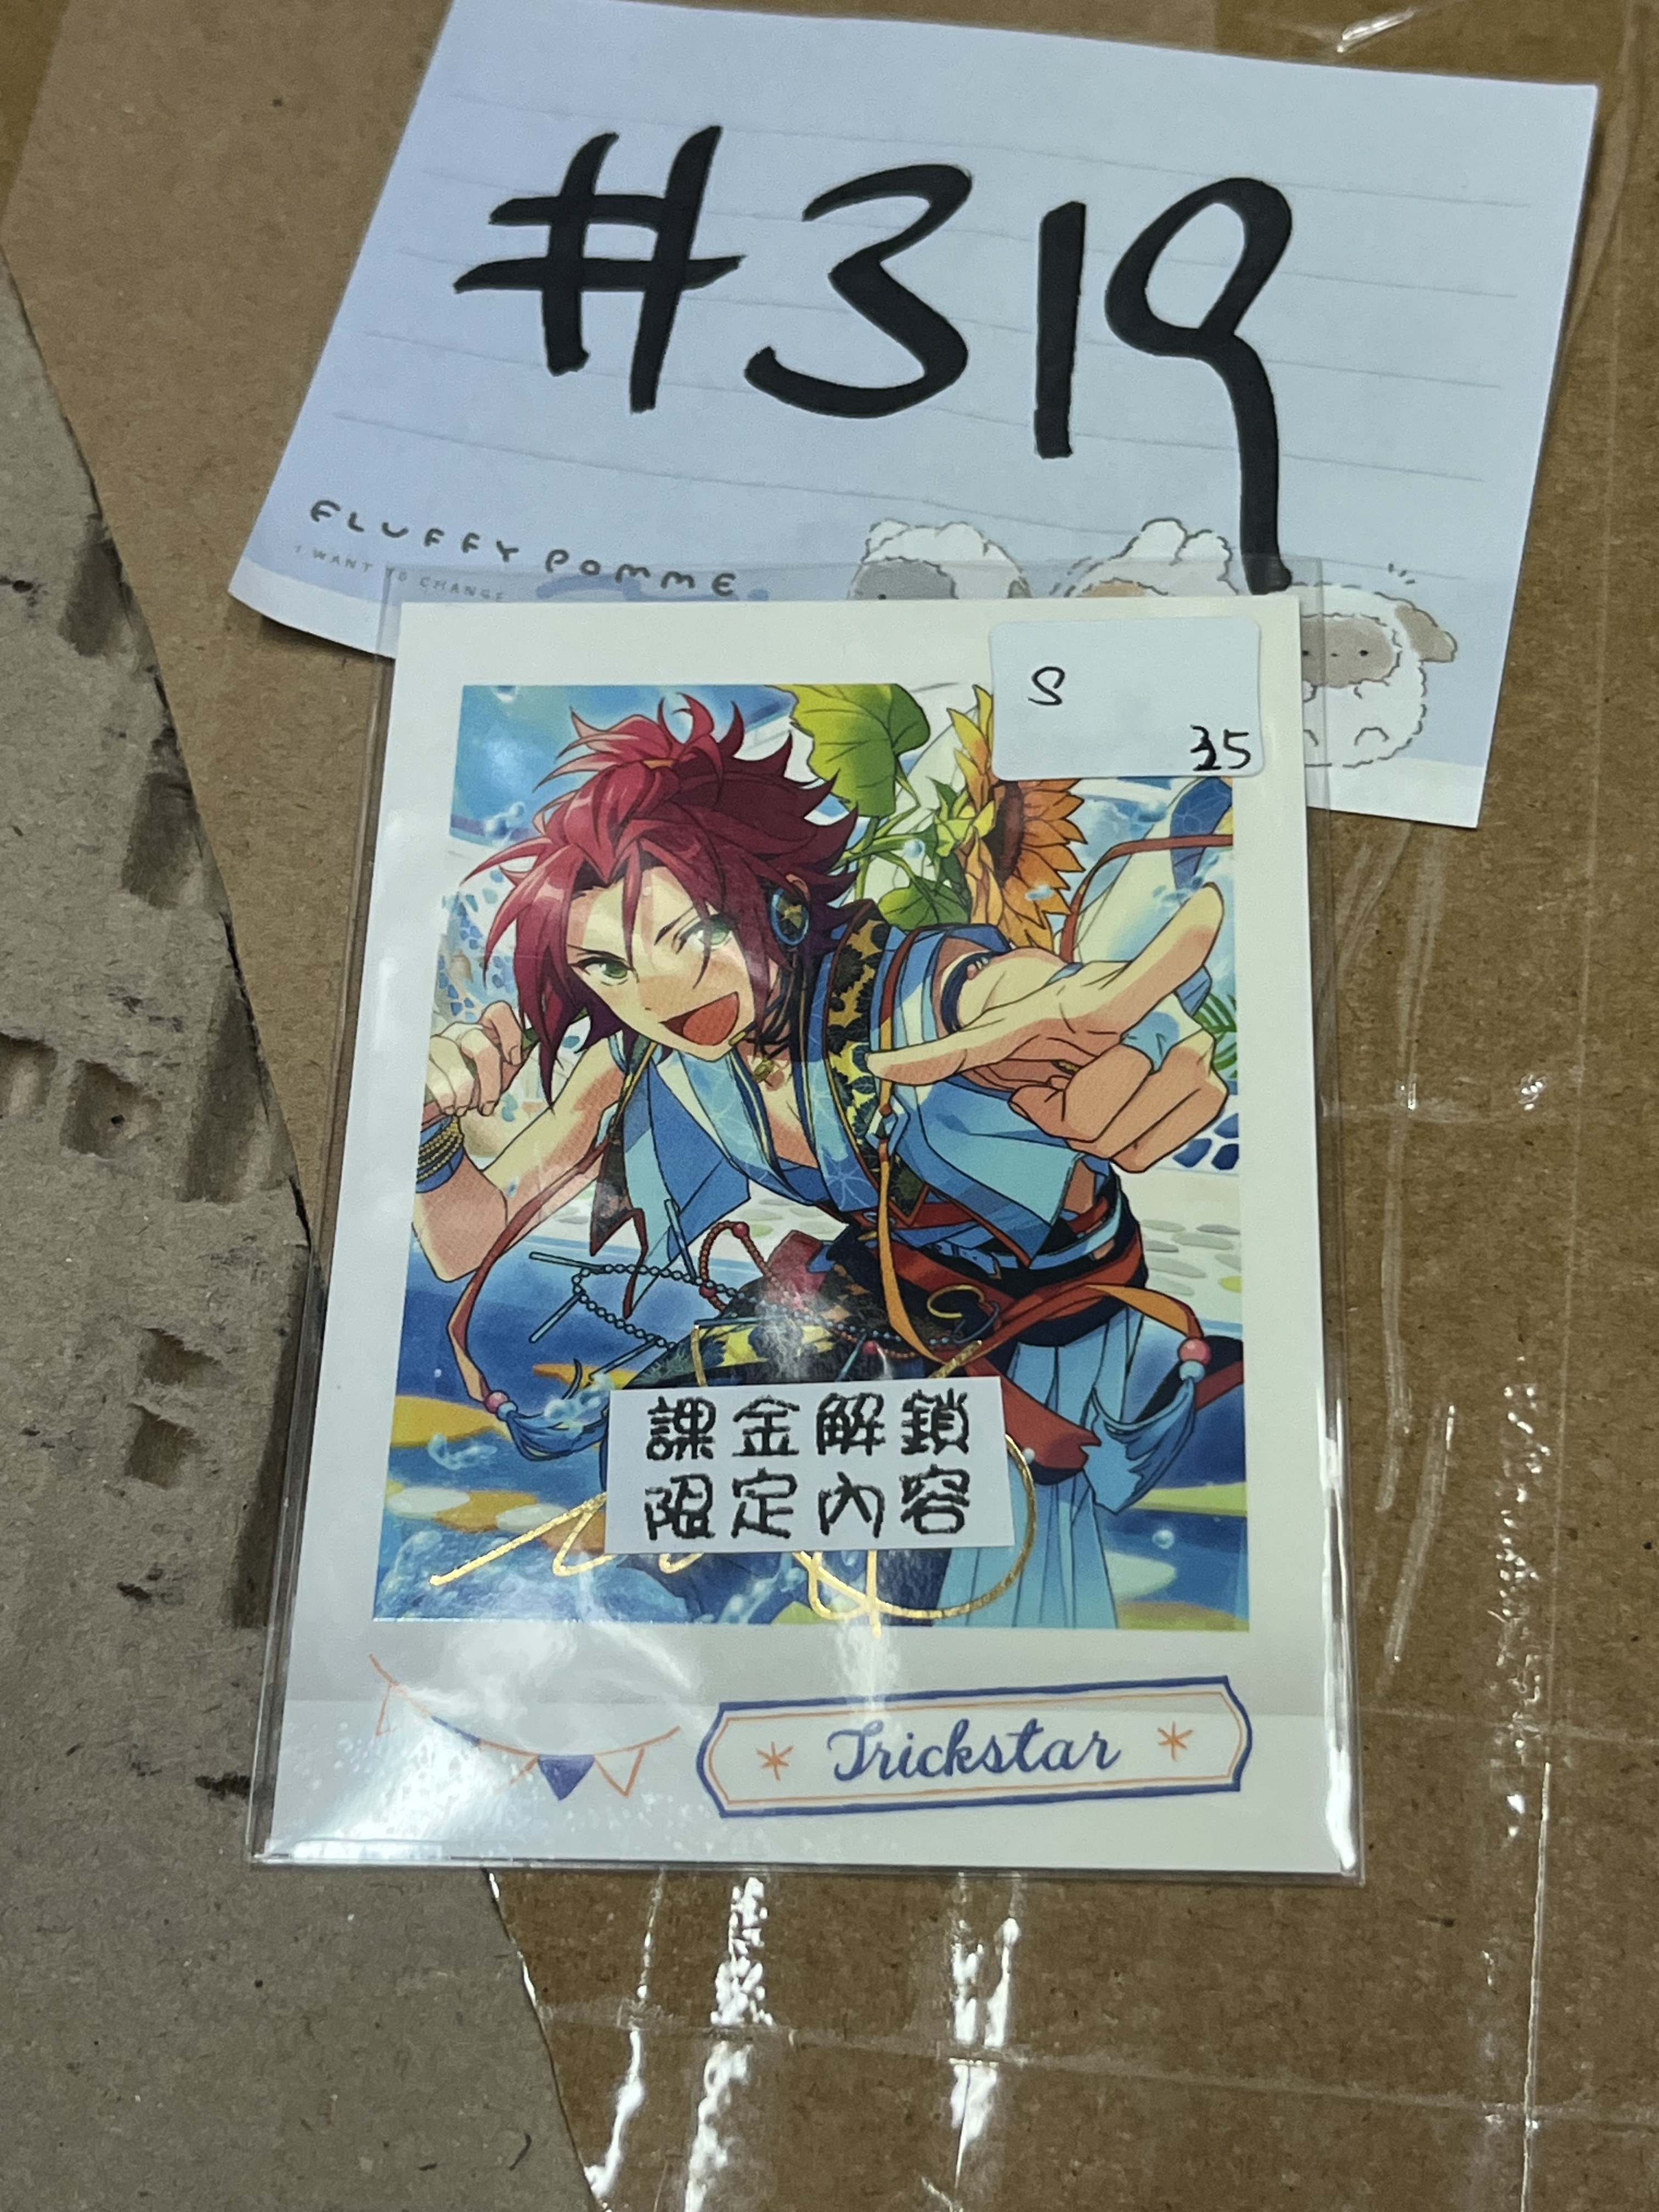 #319
FLUFFY POMME
I WANT TO CHANGE
S
35
課金解鎖
限定內容
Trickstar